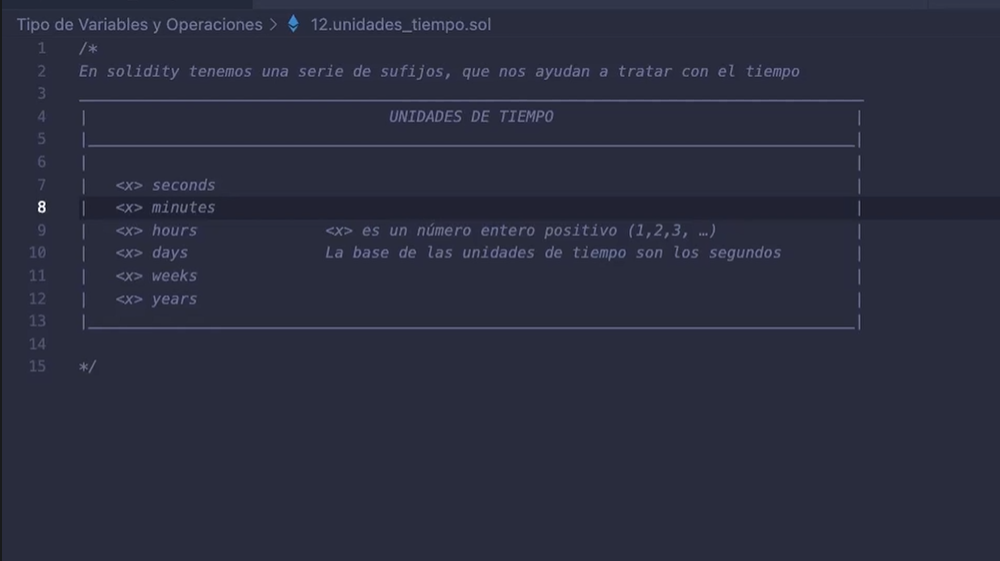 Tipo de Variables y Operaciones > 12.unidades_tiempo.sol
1 /*
2 En solidity tenemos una serie de sufijos, que nos ayudan a tratar con el tiempo
3
4 | UNIDADES DE TIEMPO |
5 | |
6 | |
7 | <x> seconds |
8 | <x> minutes |
9 | <x> hours <x> es un número entero positivo (1,2,3, …) |
10 | <x> days La base de las unidades de tiempo son los segundos |
11 | <x> weeks |
12 | <x> years |
13 | |
14
15 */